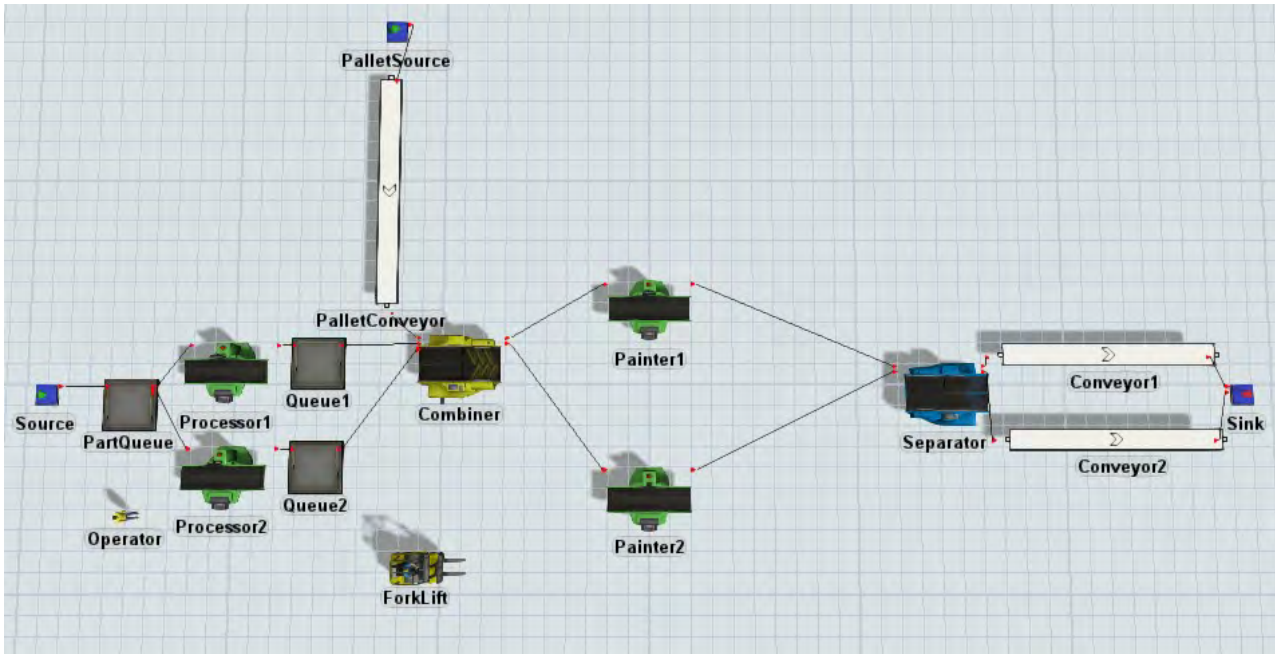 PalletSource
PalletConveyor
Painter1
Queue1
Combiner
Conveyor1
Source
PartQueue
Processor1
Separator
Sink
Conveyor2
Queue2
Operator
Processor2
Painter2
ForkLift